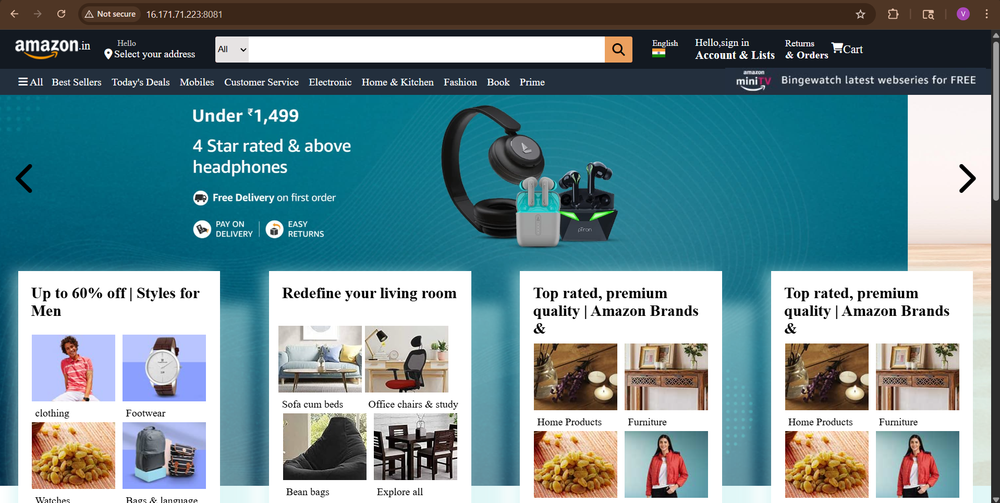 Not secure
16.171.71.223:8081
V
amazon.in
Hello
Select your address
All
English
Hello,sign in
Account & Lists
Returns
& Orders
Cart
All
Best Sellers
Today's Deals
Mobiles
Customer Service
Electronic
Home & Kitchen
Fashion
Book
Prime
amazon
miniTV
Bingewatch latest webseries for FREE
Under ₹1,499
4 Star rated & above
headphones
Free Delivery on first order
PAY ON
DELIVERY
EASY
RETURNS
pTron
Up to 60% off | Styles for
Men
clothing
Footwear
Watches
Bags & language
Redefine your living room
Sofa cum beds
Office chairs & study
Bean bags
Explore all
Top rated, premium
quality | Amazon Brands
&
Home Products
Furniture
Top rated, premium
quality | Amazon Brands
&
Home Products
Furniture